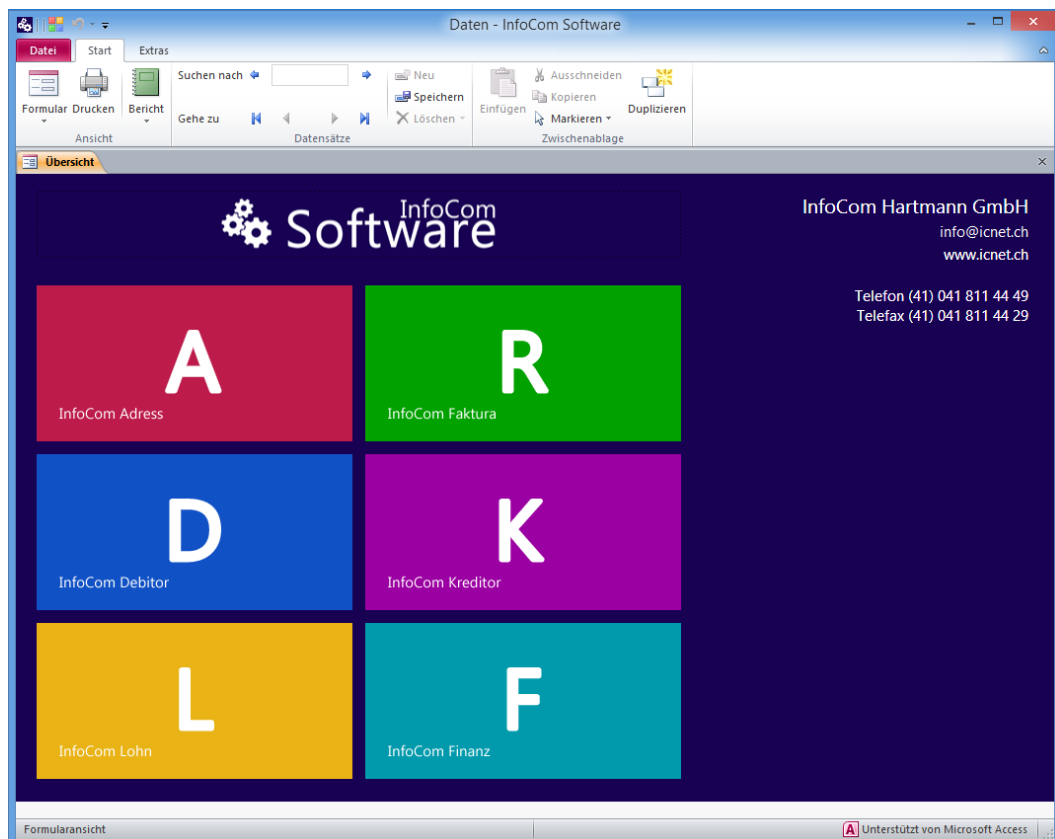 Daten - InfoCom Software
Datei Start Extras
Suchen nach
Neu
Ausschneiden
Speichern
Kopieren
Formular Drucken Bericht
Einfügen
Duplizieren
Gehe zu
Löschen
Markieren
Ansicht Datensätze Zwischenablage
Übersicht
InfoCom
Software
InfoCom Hartmann GmbH
info@icnet.ch
www.icnet.ch
Telefon (41) 041 811 44 49
Telefax (41) 041 811 44 29
A
InfoCom Adress
R
InfoCom Faktura
D
InfoCom Debitor
K
InfoCom Kreditor
L
InfoCom Lohn
F
InfoCom Finanz
Formularansicht
A Unterstützt von Microsoft Access